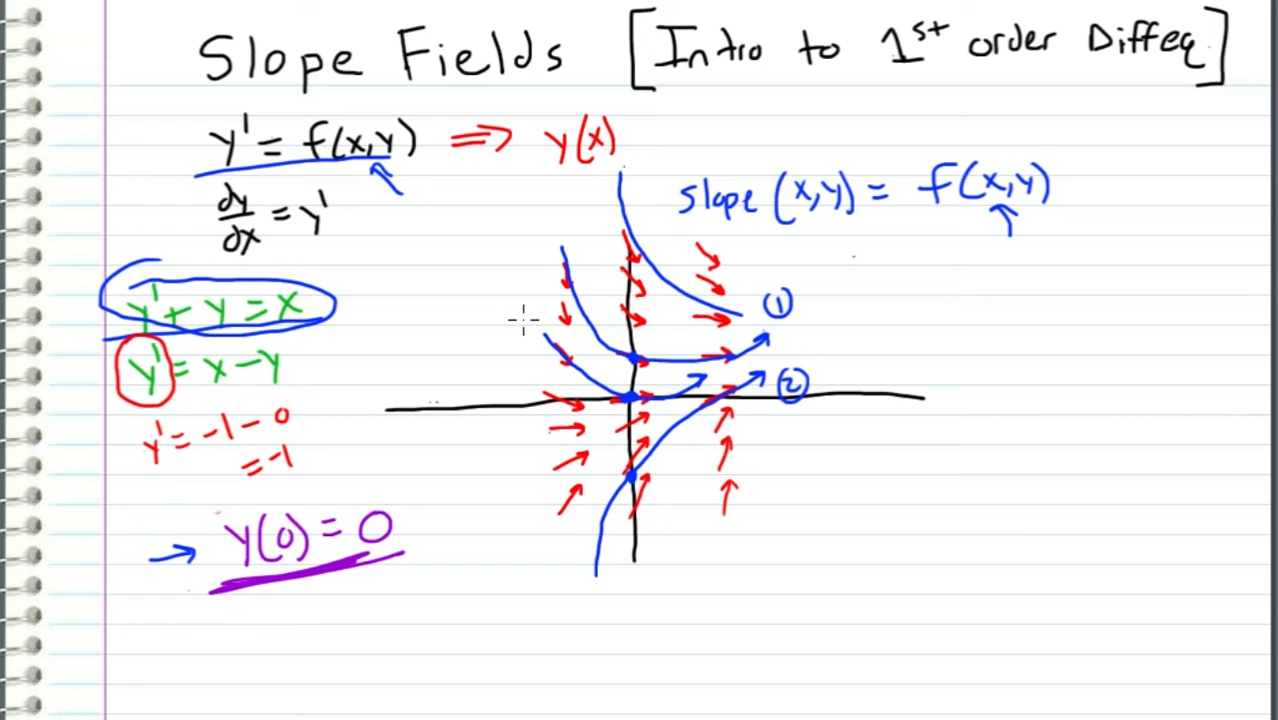 Slope Fields [Intro to 1st order Diffeq]
y' = f(x,y) ⇒ y(x)
slope (x,y) = f(x,y)
dy/dx = y'
y' + y = x
①
y' = x - y
②
y' = -1 - 0
= -1
→ y(0) = 0